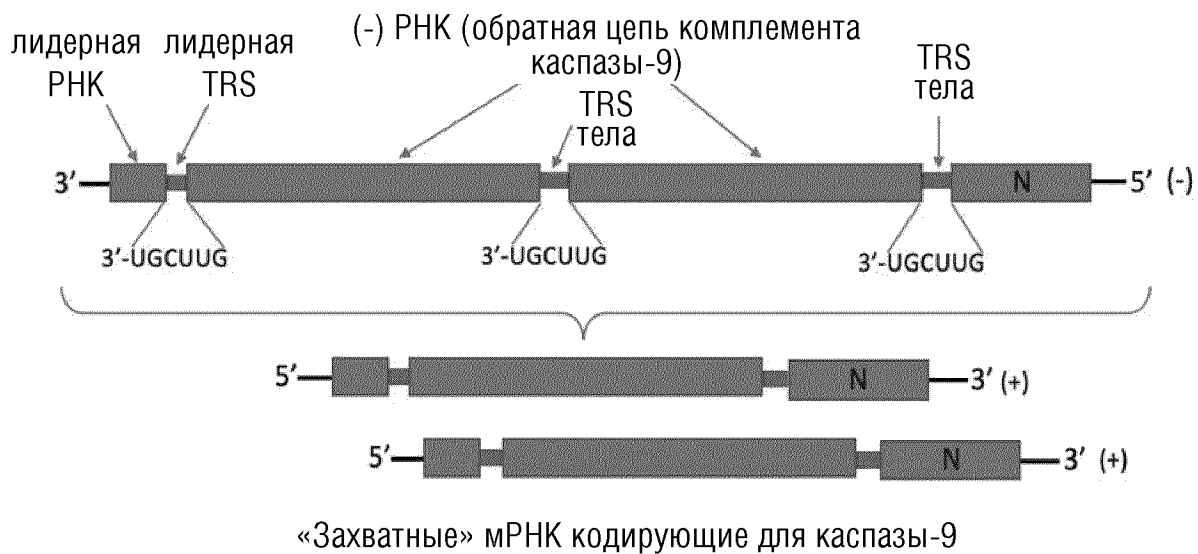 лидерная лидерная (-) РНК (обратная цепь комплемента
РНК TRS каспазы-9) TRS
TRS тела
тела
3’ N 5’ (-)
3’-UGCUUG 3’-UGCUUG 3’-UGCUUG
5’ N 3’ (+)
5’ N 3’ (+)
«Захватные» мРНК кодирующие для каспазы-9